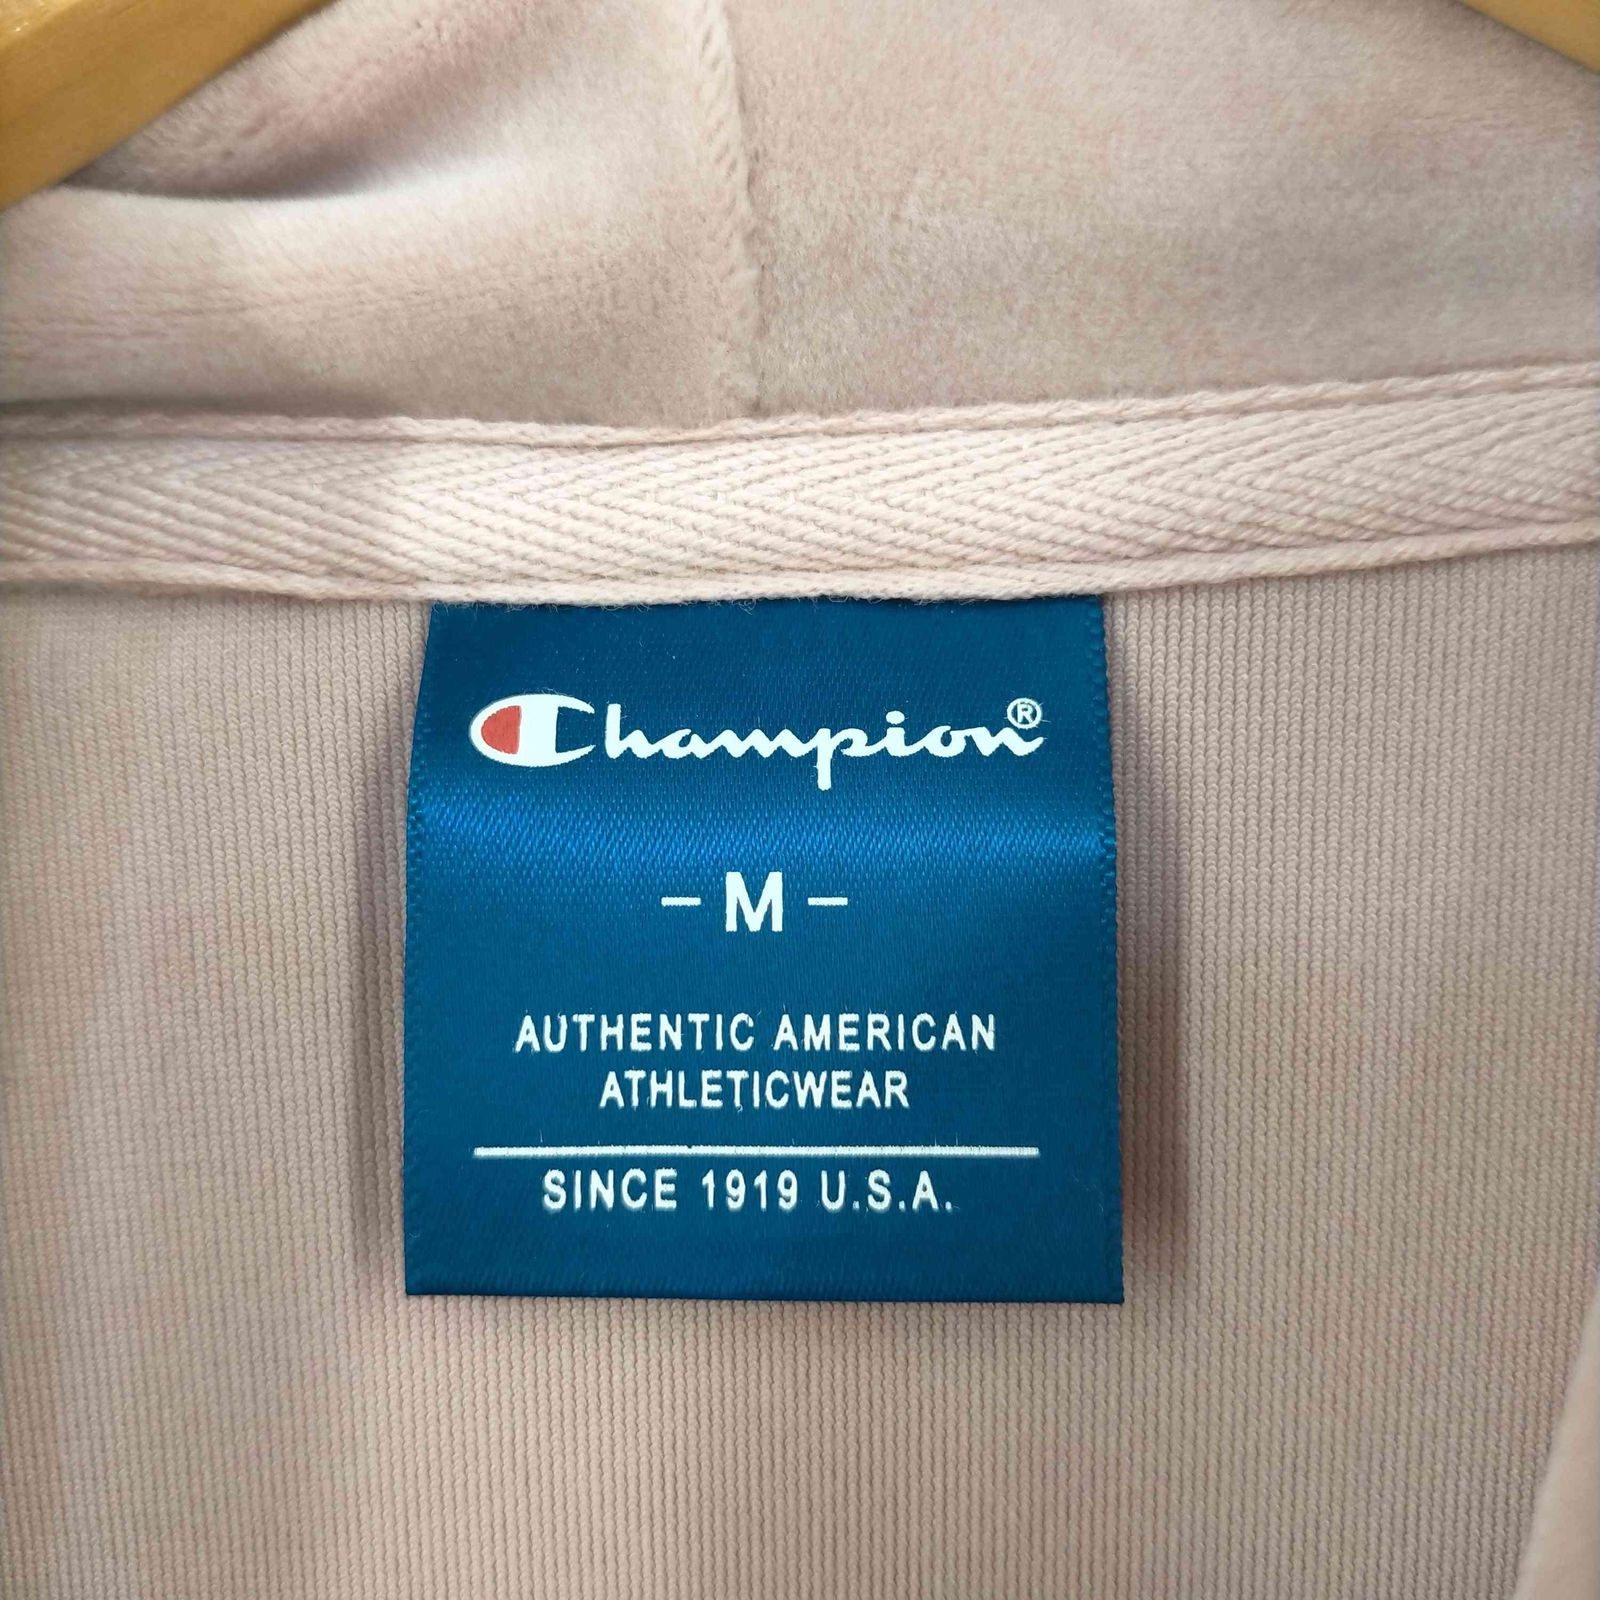 Champion®
- M -
AUTHENTIC AMERICAN
ATHLETICWEAR
SINCE 1919 U.S.A.